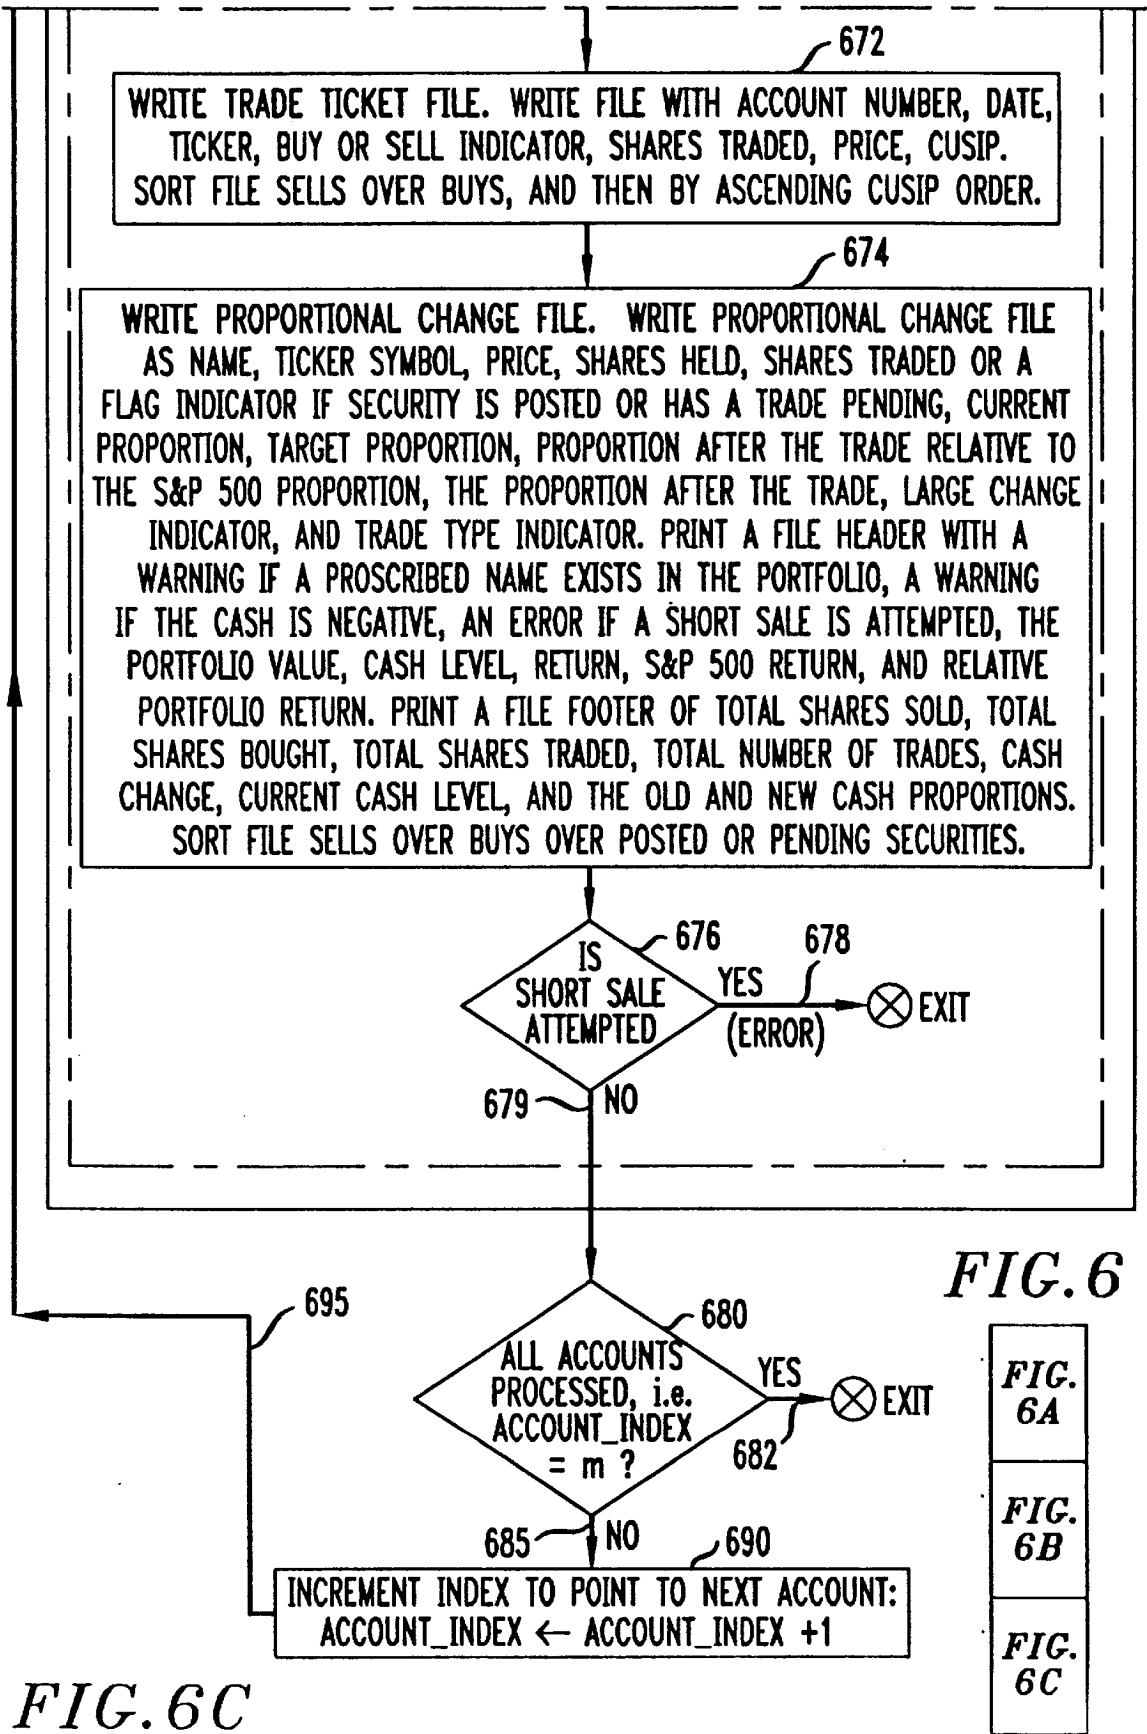 672
WRITE TRADE TICKET FILE. WRITE FILE WITH ACCOUNT NUMBER, DATE,
TICKER, BUY OR SELL INDICATOR, SHARES TRADED, PRICE, CUSIP.
SORT FILE SELLS OVER BUYS, AND THEN BY ASCENDING CUSIP ORDER.
674
WRITE PROPORTIONAL CHANGE FILE. WRITE PROPORTIONAL CHANGE FILE
AS NAME, TICKER SYMBOL, PRICE, SHARES HELD, SHARES TRADED OR A
FLAG INDICATOR IF SECURITY IS POSTED OR HAS A TRADE PENDING, CURRENT
PROPORTION, TARGET PROPORTION, PROPORTION AFTER THE TRADE RELATIVE TO
THE S&P 500 PROPORTION, THE PROPORTION AFTER THE TRADE, LARGE CHANGE
INDICATOR, AND TRADE TYPE INDICATOR. PRINT A FILE HEADER WITH A
WARNING IF A PROSCRIBED NAME EXISTS IN THE PORTFOLIO, A WARNING
IF THE CASH IS NEGATIVE, AN ERROR IF A SHORT SALE IS ATTEMPTED, THE
PORTFOLIO VALUE, CASH LEVEL, RETURN, S&P 500 RETURN, AND RELATIVE
PORTFOLIO RETURN. PRINT A FILE FOOTER OF TOTAL SHARES SOLD, TOTAL
SHARES BOUGHT, TOTAL SHARES TRADED, TOTAL NUMBER OF TRADES, CASH
CHANGE, CURRENT CASH LEVEL, AND THE OLD AND NEW CASH PROPORTIONS.
SORT FILE SELLS OVER BUYS OVER POSTED OR PENDING SECURITIES.
676
IS
SHORT SALE
ATTEMPTED
YES
(ERROR)
678
EXIT
679
NO
680
ALL ACCOUNTS
PROCESSED, i.e.
ACCOUNT_INDEX
= m ?
YES
682
EXIT
685
NO
690
INCREMENT INDEX TO POINT TO NEXT ACCOUNT:
ACCOUNT_INDEX ← ACCOUNT_INDEX +1
695
FIG. 6
FIG.
6A
FIG.
6B
FIG.
6C
FIG. 6C